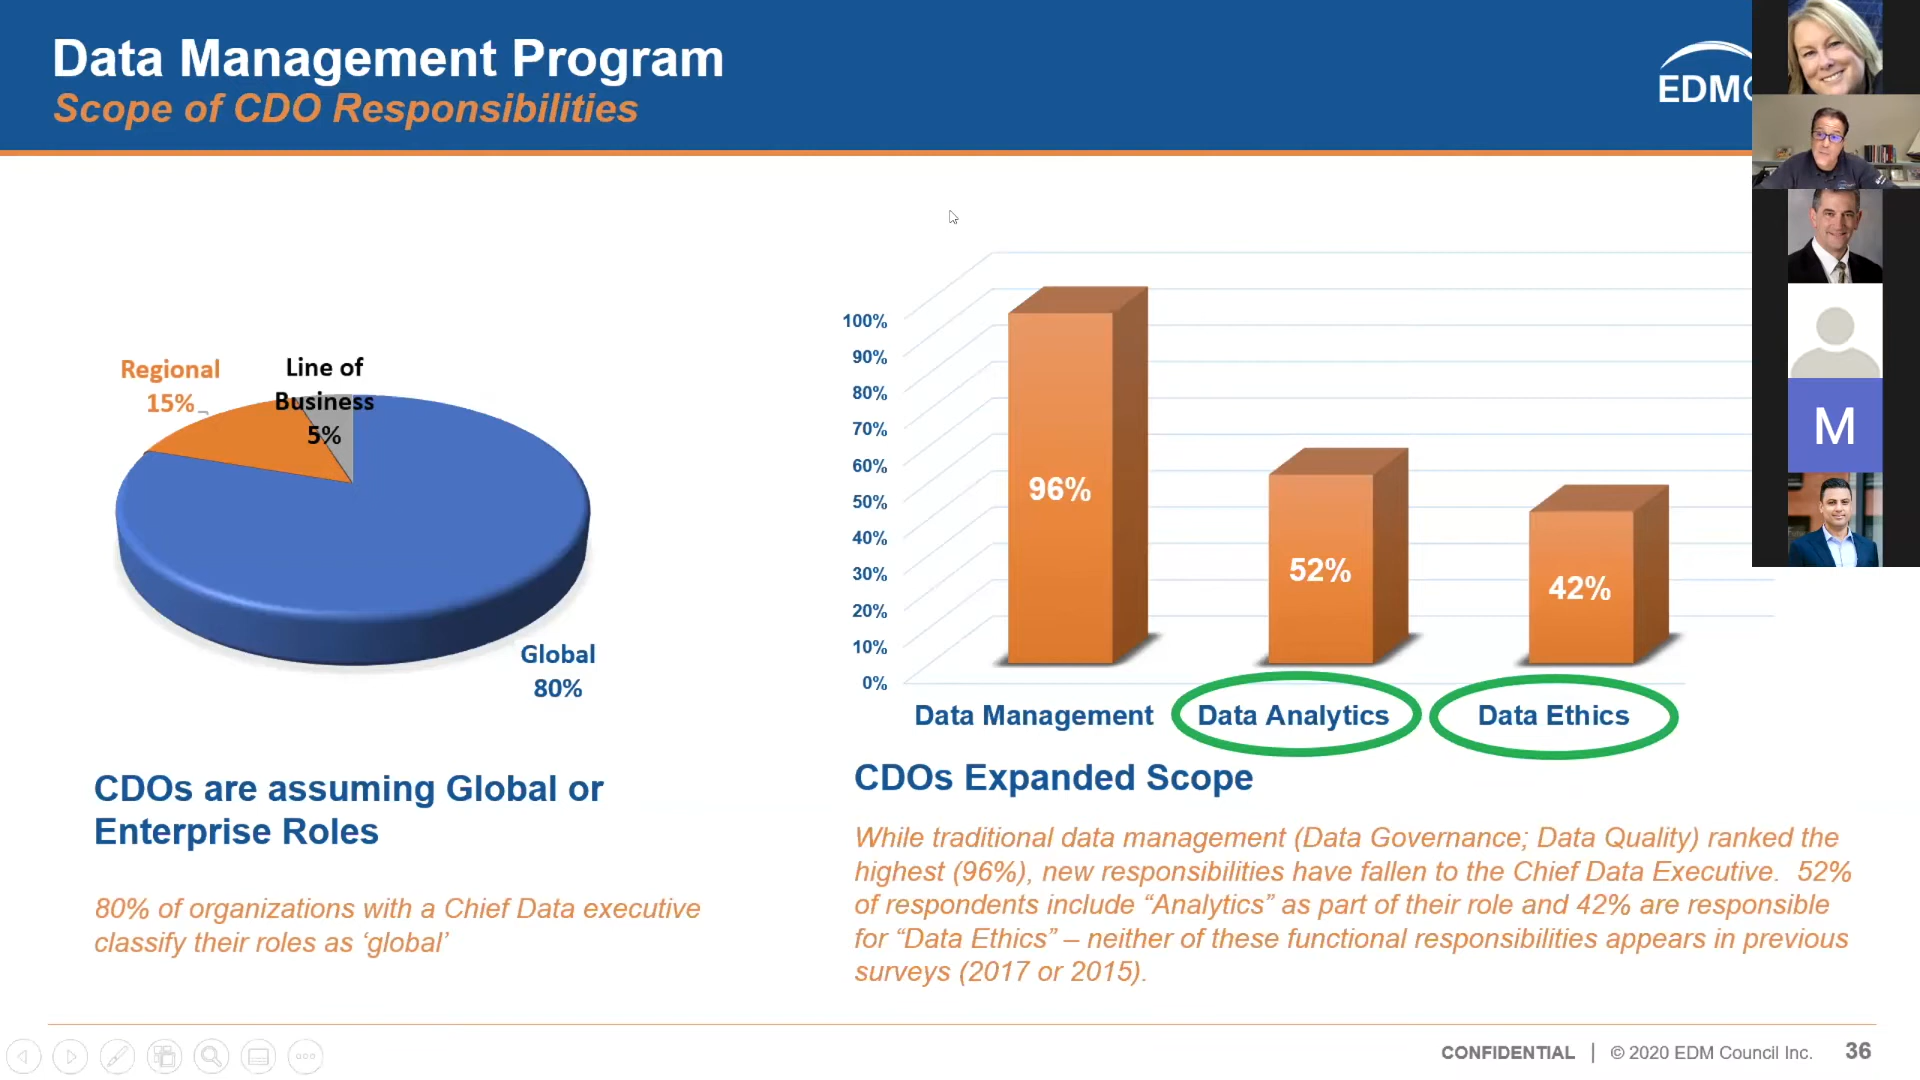 Data Management Program
Scope of CDO Responsibilities
EDM
Regional
15%
Line of
Business
5%
Global
80%
100%
90%
80%
70%
60%
50%
40%
30%
20%
10%
0%
96%
52%
42%
Data Management
Data Analytics
Data Ethics
CDOs are assuming Global or
Enterprise Roles
80% of organizations with a Chief Data executive
classify their roles as ‘global’
CDOs Expanded Scope
While traditional data management (Data Governance; Data Quality) ranked the
highest (96%), new responsibilities have fallen to the Chief Data Executive. 52%
of respondents include “Analytics” as part of their role and 42% are responsible
for “Data Ethics” – neither of these functional responsibilities appears in previous
surveys (2017 or 2015).
M
CONFIDENTIAL | © 2020 EDM Council Inc. 36